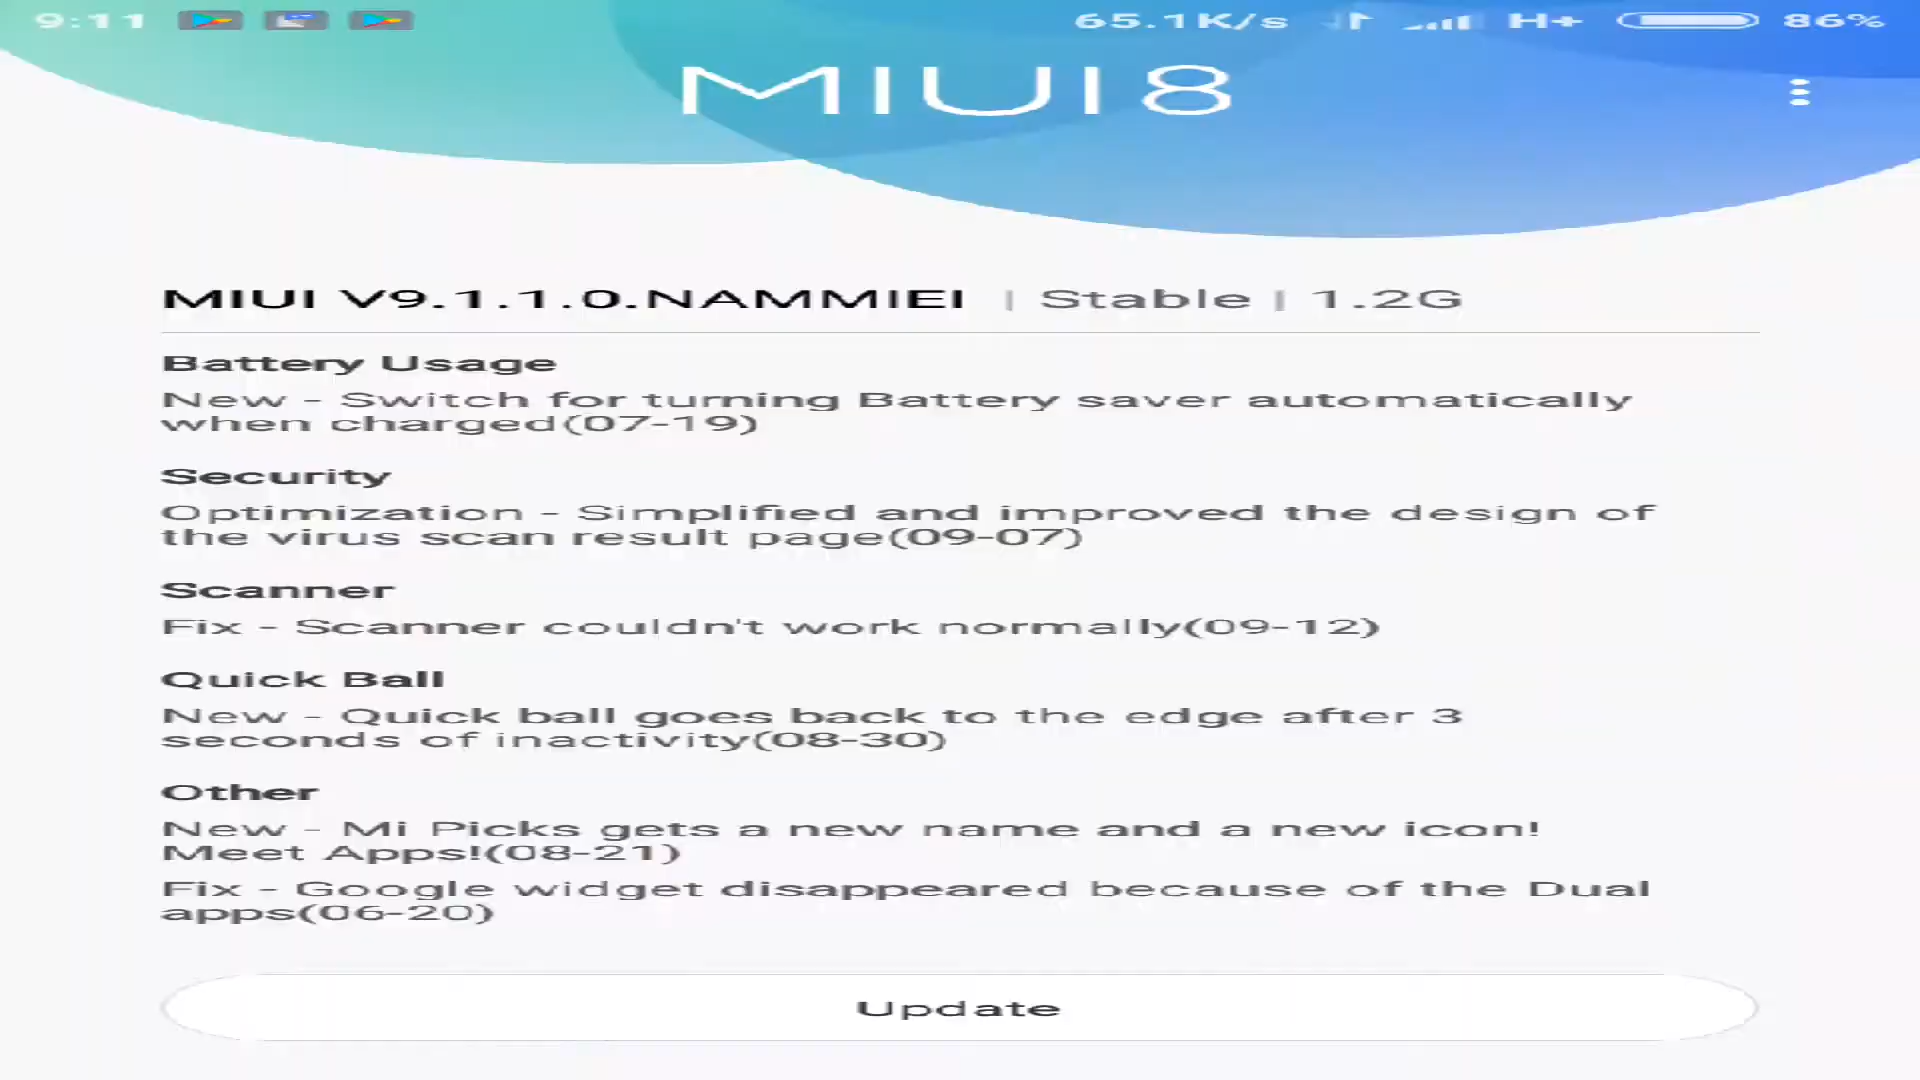 9:11 65.1K/s H+ 86%
MIUI 8
MIUI V9.1.1.0.NAMMIEI | Stable | 1.2G
Battery Usage
New - Switch for turning Battery saver automatically
when charged(07-19)
Security
Optimization - Simplified and improved the design of
the virus scan result page(09-07)
Scanner
Fix - Scanner couldn't work normally(09-12)
Quick Ball
New - Quick ball goes back to the edge after 3
seconds of inactivity(08-30)
Other
New - Mi Picks gets a new name and a new icon!
Meet Apps!(08-21)
Fix - Google widget disappeared because of the Dual
apps(06-20)
Update